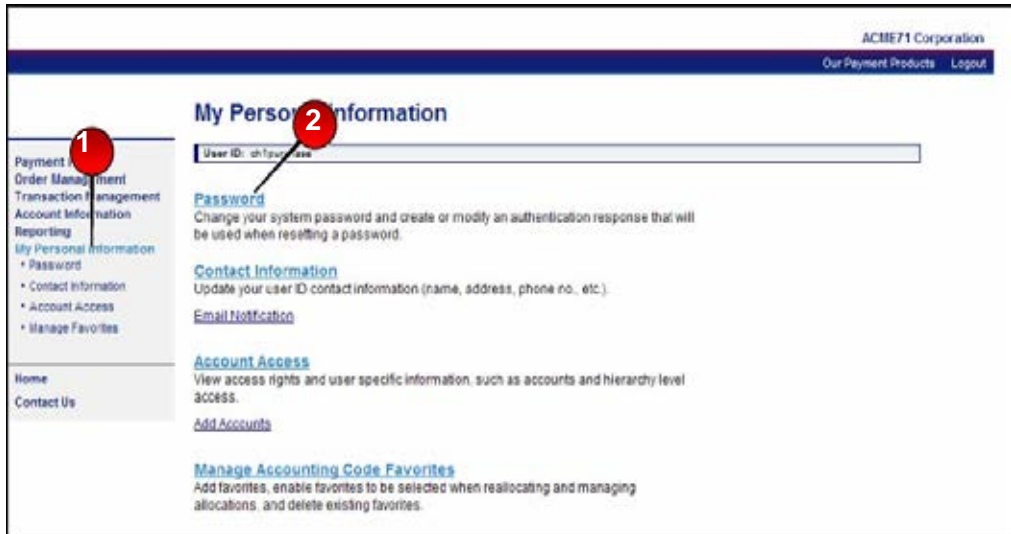 ACME71 Corporation
Our Payment Products Logout
My Personal Information
User ID: ch1purchase
1
2
Payment
Order Management
Transaction Management
Account Information
Reporting
My Personal Information
• Password
• Contact Information
• Account Access
• Manage Favorites
Home
Contact Us
Password
Change your system password and create or modify an authentication response that will
be used when resetting a password.
Contact Information
Update your user ID contact information (name, address, phone no., etc.).
Email Notification
Account Access
View access rights and user specific information, such as accounts and hierarchy level
access.
Add Accounts
Manage Accounting Code Favorites
Add favorites, enable favorites to be selected when reallocating and managing
allocations, and delete existing favorites.